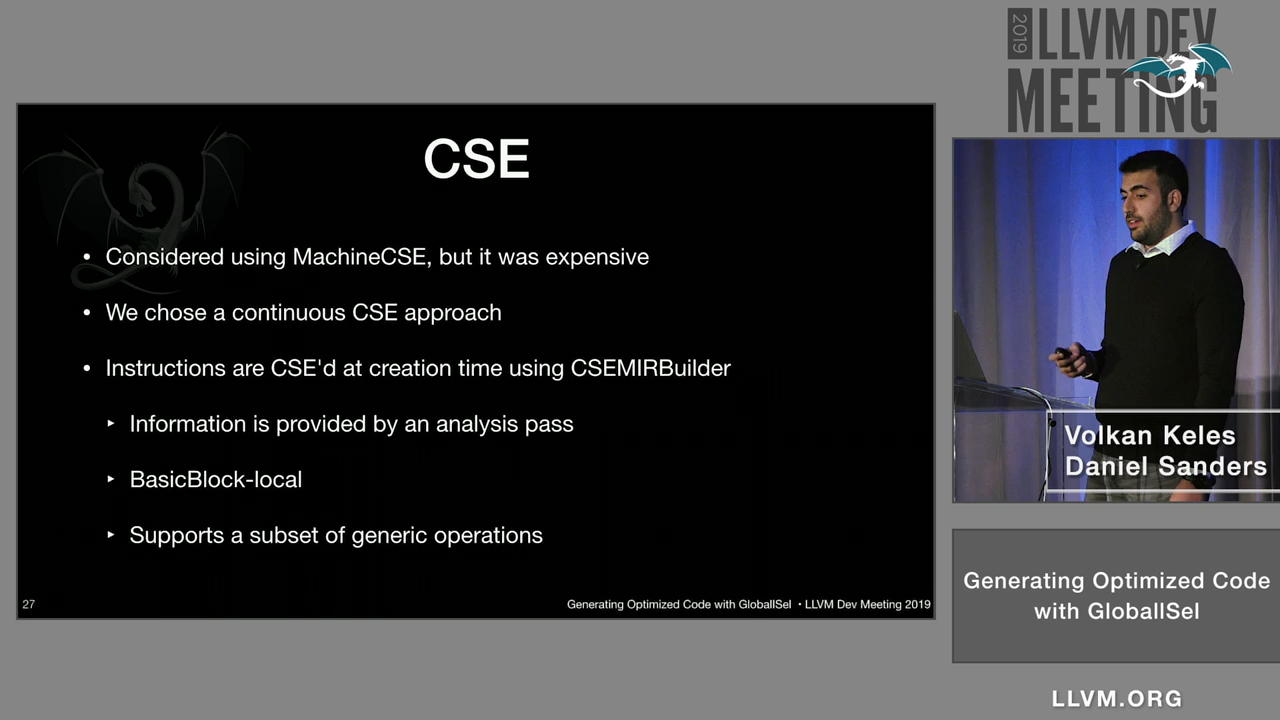 2019 LLVM DEV
MEETING
CSE
• Considered using MachineCSE, but it was expensive
• We chose a continuous CSE approach
• Instructions are CSE'd at creation time using CSEMIRBuilder
‣ Information is provided by an analysis pass
‣ BasicBlock-local
‣ Supports a subset of generic operations
27
Generating Optimized Code with GlobalISel • LLVM Dev Meeting 2019
Volkan Keles
Daniel Sanders
Generating Optimized Code
with GlobalISel
LLVM.ORG